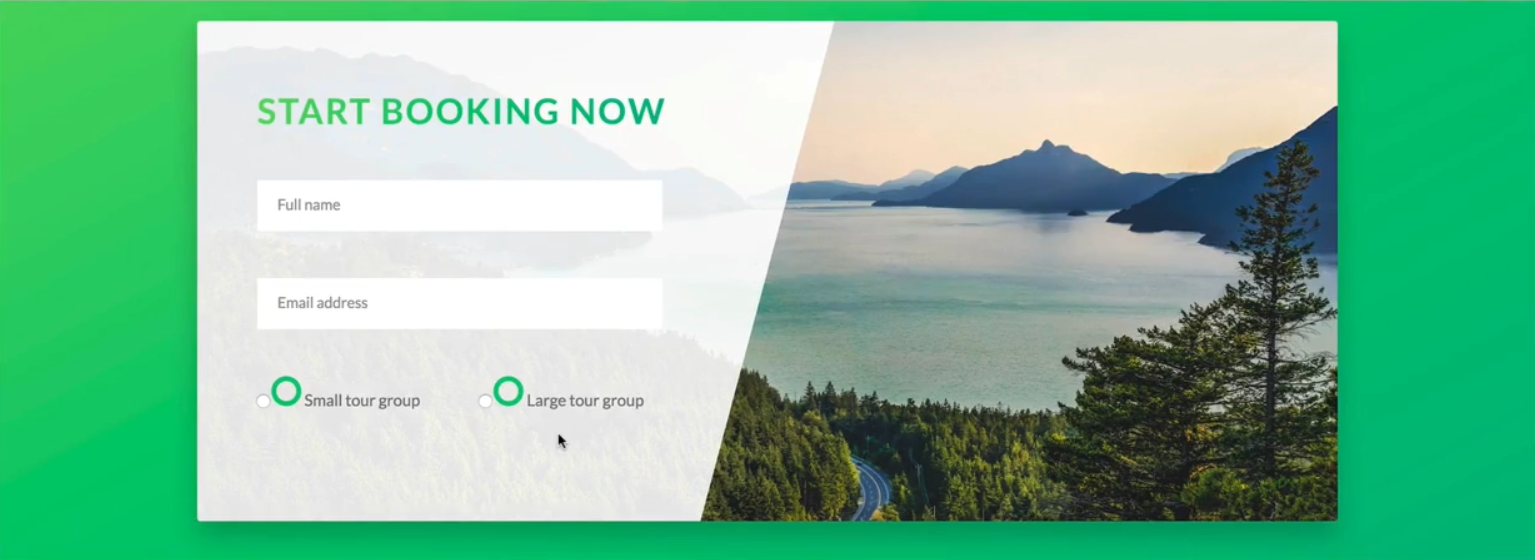 START BOOKING NOW
Full name
Email address
Small tour group
Large tour group